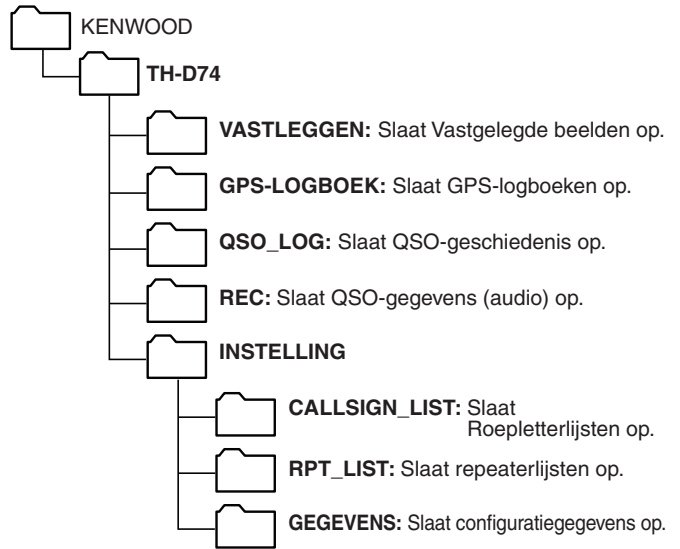 KENWOOD
TH-D74
VASTLEGGEN: Slaat Vastgelegde beelden op.
GPS-LOGBOEK: Slaat GPS-logboeken op.
QSO_LOG: Slaat QSO-geschiedenis op.
REC: Slaat QSO-gegevens (audio) op.
INSTELLING
CALLSIGN_LIST: Slaat
Roepletterlijsten op.
RPT_LIST: Slaat repeaterlijsten op.
GEGEVENS: Slaat configuratiegegevens op.